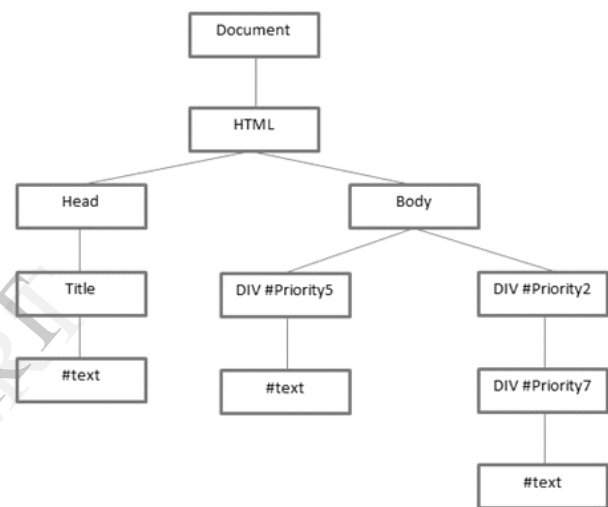 Document
HTML
Head
Body
Title
DIV #Priority5
DIV #Priority2
#text
#text
DIV #Priority7
#text